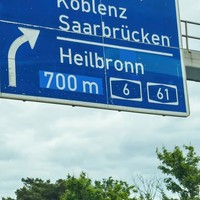 Koblenz
Saarbrücken
Heilbronn
700 m 6 61